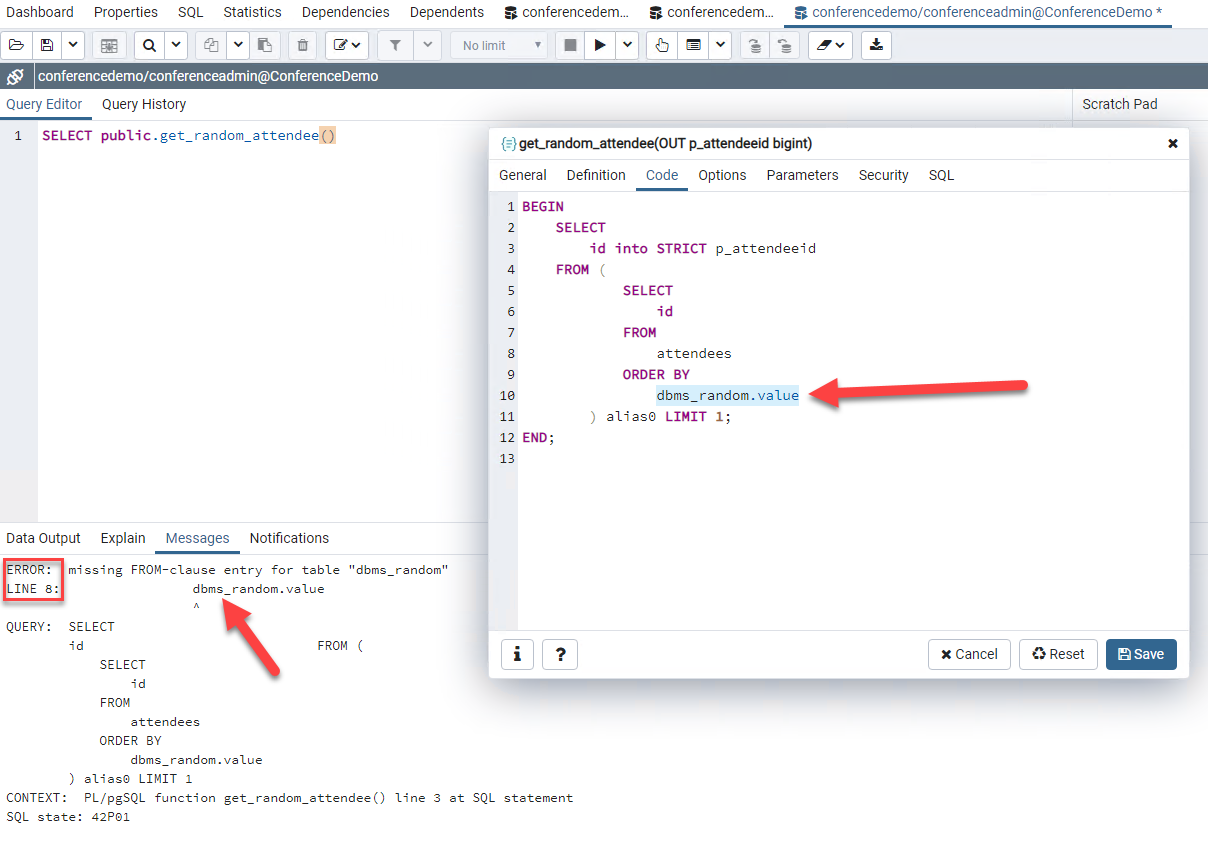 Dashboard Properties SQL Statistics Dependencies Dependents conferencedem... conferencedem... conferencedemo/conferenceadmin@ConferenceDemo *
No limit
conferencedemo/conferenceadmin@ConferenceDemo
Query Editor Query History
Scratch Pad
1 SELECT public.get_random_attendee()
get_random_attendee(OUT p_attendeeid bigint)
General Definition Code Options Parameters Security SQL
1 BEGIN
2 SELECT
3 id into STRICT p_attendeeid
4 FROM (
5 SELECT
6 id
7 FROM
8 attendees
9 ORDER BY
10 dbms_random.value
11 ) alias0 LIMIT 1;
12 END;
13
i ? Cancel Reset Save
Data Output Explain Messages Notifications
ERROR: missing FROM-clause entry for table "dbms_random"
LINE 8: dbms_random.value
^
QUERY: SELECT
id FROM (
SELECT
id
FROM
attendees
ORDER BY
dbms_random.value
) alias0 LIMIT 1
CONTEXT: PL/pgSQL function get_random_attendee() line 3 at SQL statement
SQL state: 42P01